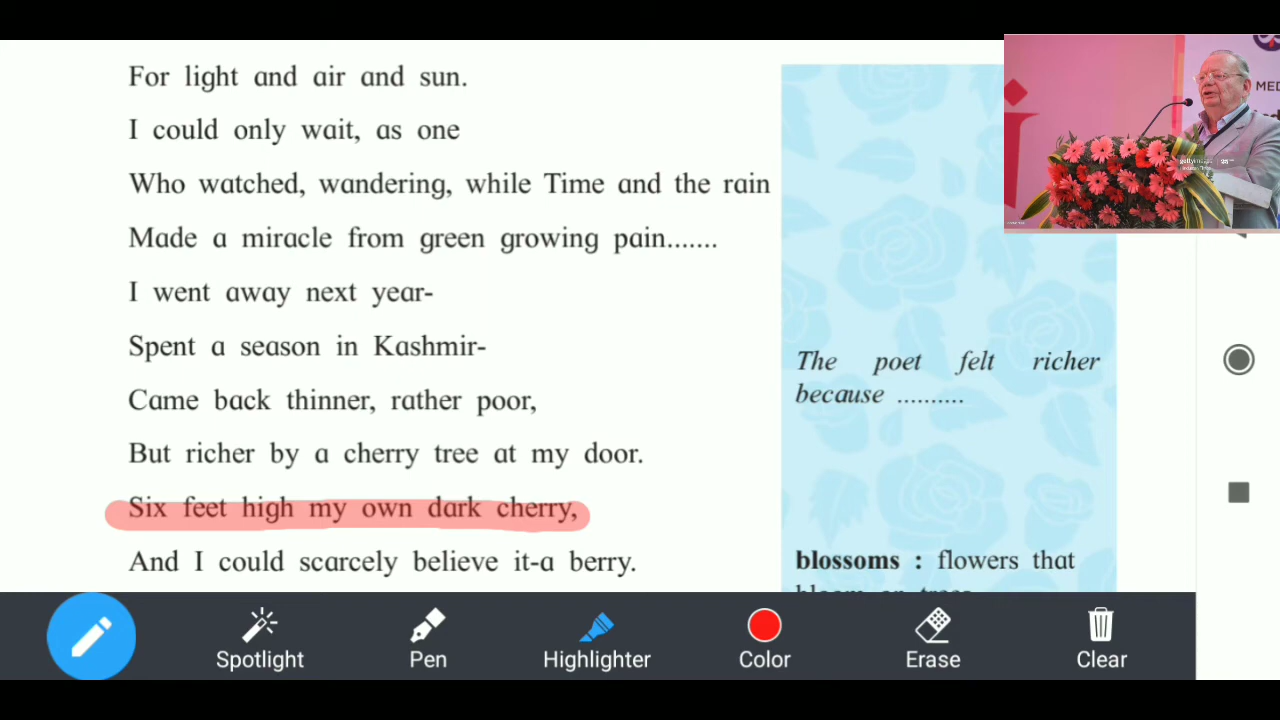 For light and air and sun.
I could only wait, as one
Who watched, wandering, while Time and the rain
Made a miracle from green growing pain.......
I went away next year-
Spent a season in Kashmir-
Came back thinner, rather poor,
But richer by a cherry tree at my door.
Six feet high my own dark cherry,
And I could scarcely believe it-a berry.
The poet felt richer
because ..........
blossoms : flowers that
MED
gettyimages
Spotlight
Pen
Highlighter
Color
Erase
Clear